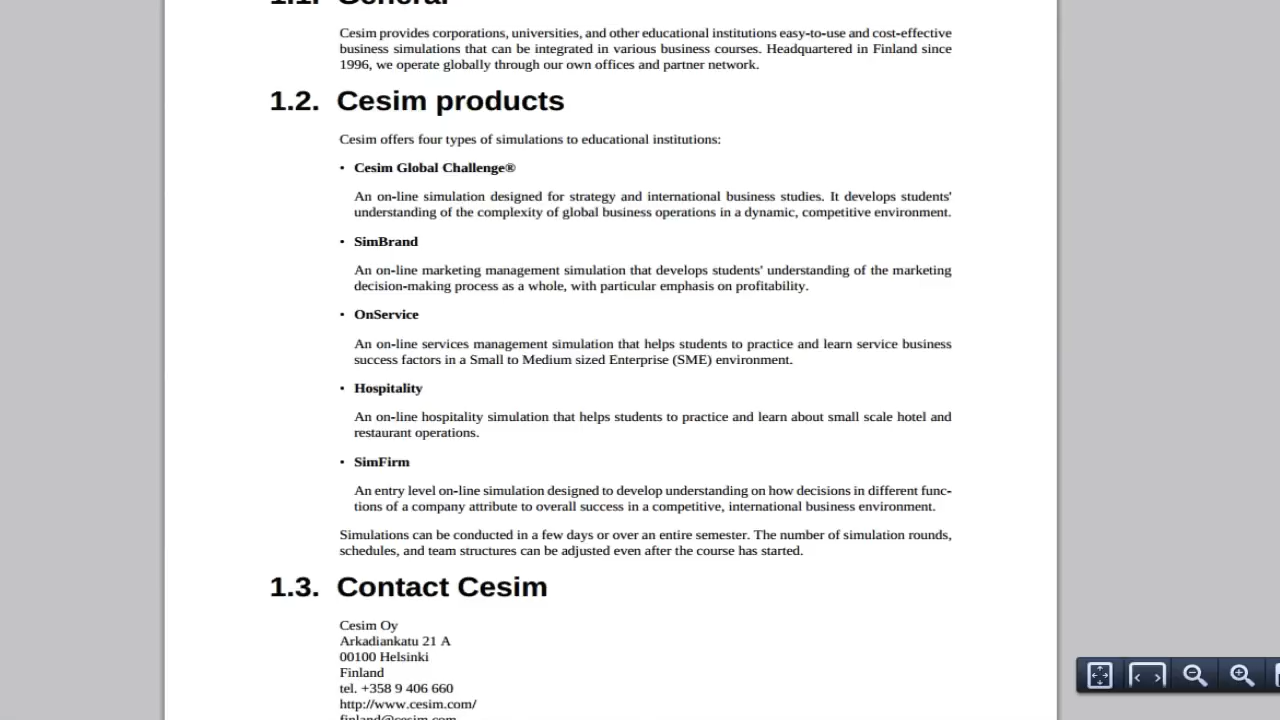 1.1. General
Cesim provides corporations, universities, and other educational institutions easy-to-use and cost-effective
business simulations that can be integrated in various business courses. Headquartered in Finland since
1996, we operate globally through our own offices and partner network.
1.2. Cesim products
Cesim offers four types of simulations to educational institutions:
• Cesim Global Challenge®
An on-line simulation designed for strategy and international business studies. It develops students'
understanding of the complexity of global business operations in a dynamic, competitive environment.
• SimBrand
An on-line marketing management simulation that develops students' understanding of the marketing
decision-making process as a whole, with particular emphasis on profitability.
• OnService
An on-line services management simulation that helps students to practice and learn service business
success factors in a Small to Medium sized Enterprise (SME) environment.
• Hospitality
An on-line hospitality simulation that helps students to practice and learn about small scale hotel and
restaurant operations.
• SimFirm
An entry level on-line simulation designed to develop understanding on how decisions in different func-
tions of a company attribute to overall success in a competitive, international business environment.
Simulations can be conducted in a few days or over an entire semester. The number of simulation rounds,
schedules, and team structures can be adjusted even after the course has started.
1.3. Contact Cesim
Cesim Oy
Arkadiankatu 21 A
00100 Helsinki
Finland
tel. +358 9 406 660
http://www.cesim.com/
finland@cesim.com